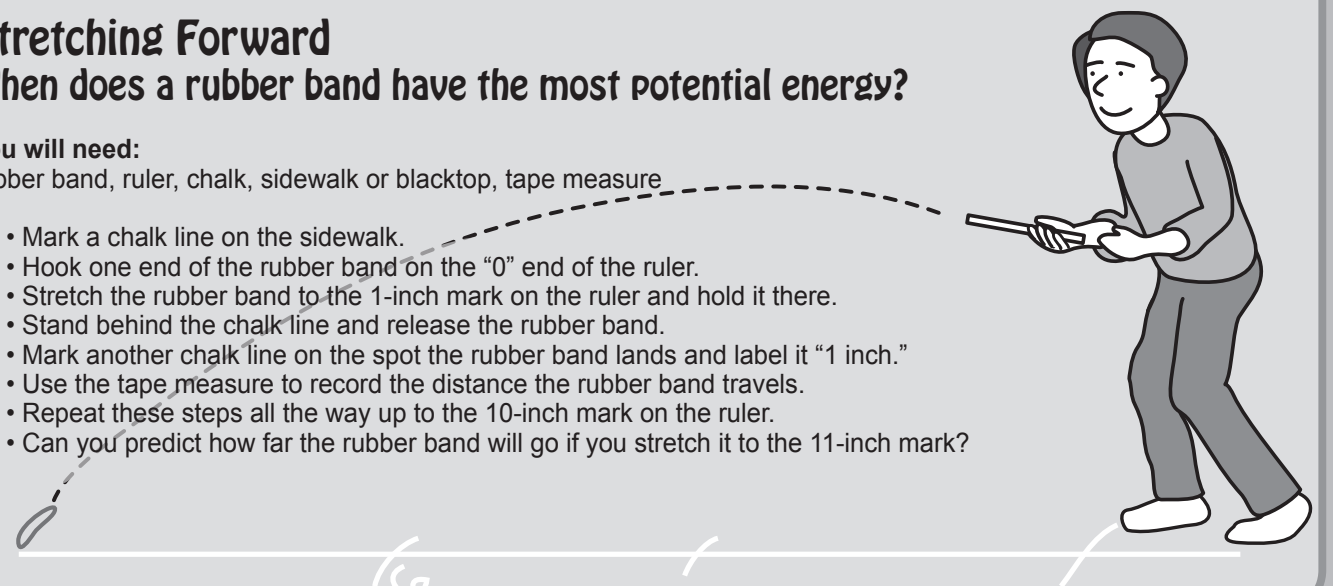 tretching Forward
hen does a rubber band have the most potential energy?
ou will need:
bber band, ruler, chalk, sidewalk or blacktop, tape measure
• Mark a chalk line on the sidewalk.
• Hook one end of the rubber band on the “0” end of the ruler.
• Stretch the rubber band to the 1-inch mark on the ruler and hold it there.
• Stand behind the chalk line and release the rubber band.
• Mark another chalk line on the spot the rubber band lands and label it “1 inch.”
• Use the tape measure to record the distance the rubber band travels.
• Repeat these steps all the way up to the 10-inch mark on the ruler.
• Can you predict how far the rubber band will go if you stretch it to the 11-inch mark?